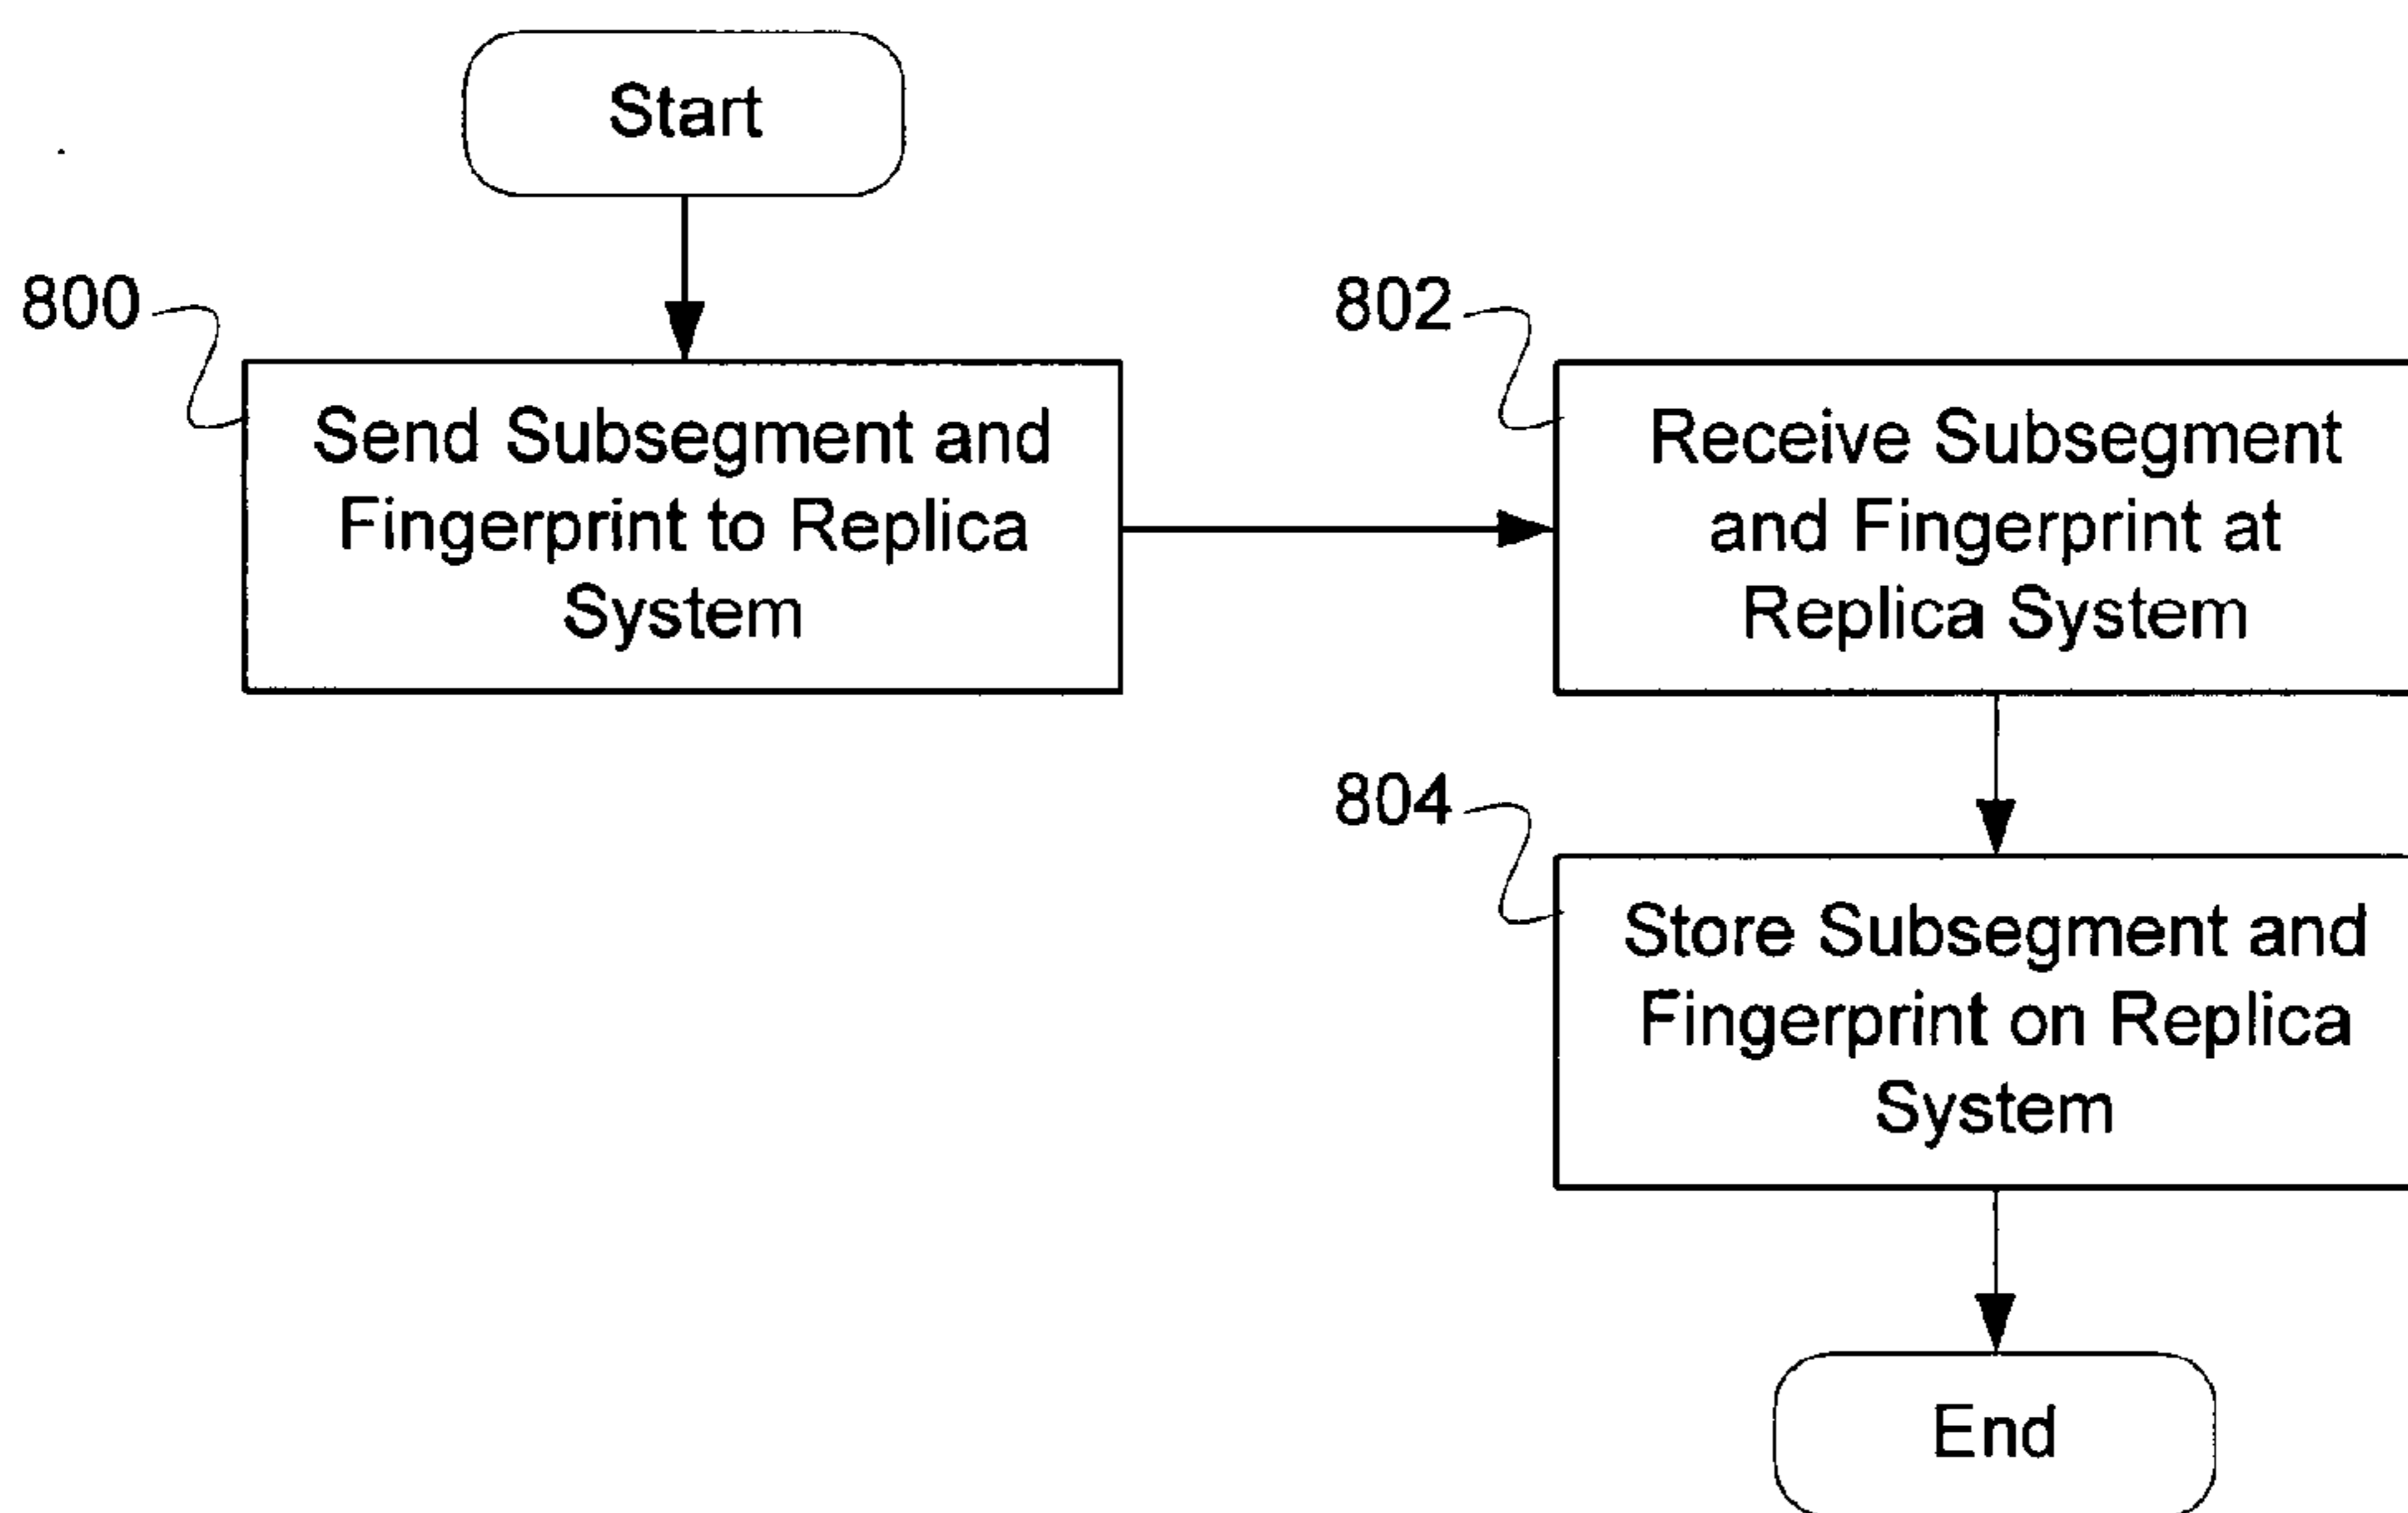 Start
800
Send Subsegment and
Fingerprint to Replica
System
802
Receive Subsegment
and Fingerprint at
Replica System
804
Store Subsegment and
Fingerprint on Replica
System
End